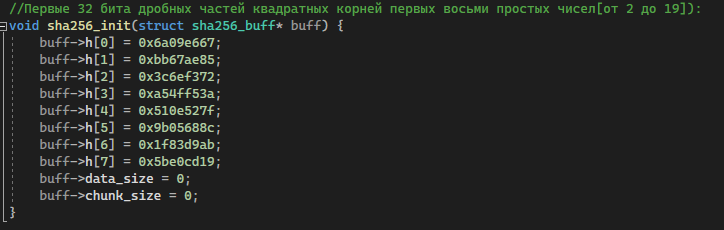 //Первые 32 бита дробных частей квадратных корней первых восьми простых чисел[от 2 до 19]):
void sha256_init(struct sha256_buff* buff) {
    buff->h[0] = 0x6a09e667;
    buff->h[1] = 0xbb67ae85;
    buff->h[2] = 0x3c6ef372;
    buff->h[3] = 0xa54ff53a;
    buff->h[4] = 0x510e527f;
    buff->h[5] = 0x9b05688c;
    buff->h[6] = 0x1f83d9ab;
    buff->h[7] = 0x5be0cd19;
    buff->data_size = 0;
    buff->chunk_size = 0;
}